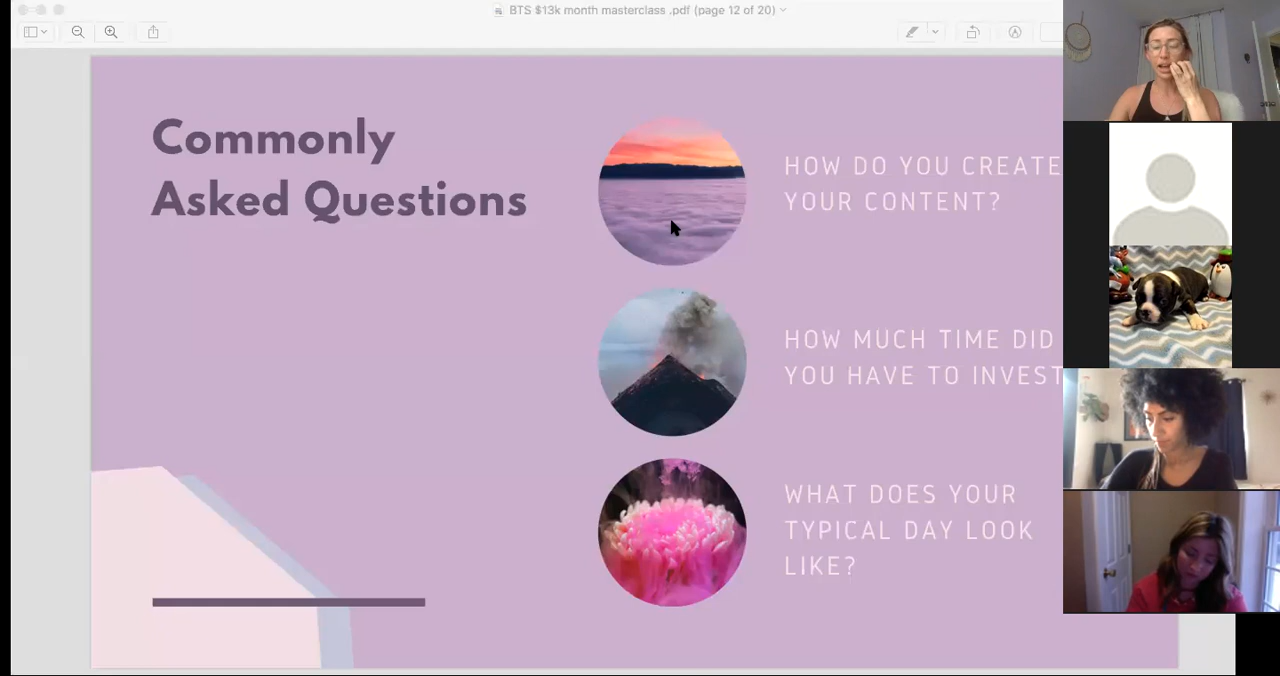 BTS $13k month masterclass .pdf (page 12 of 20)
Commonly
Asked Questions
HOW DO YOU CREATE
YOUR CONTENT?
HOW MUCH TIME DID
YOU HAVE TO INVEST
WHAT DOES YOUR
TYPICAL DAY LOOK
LIKE?